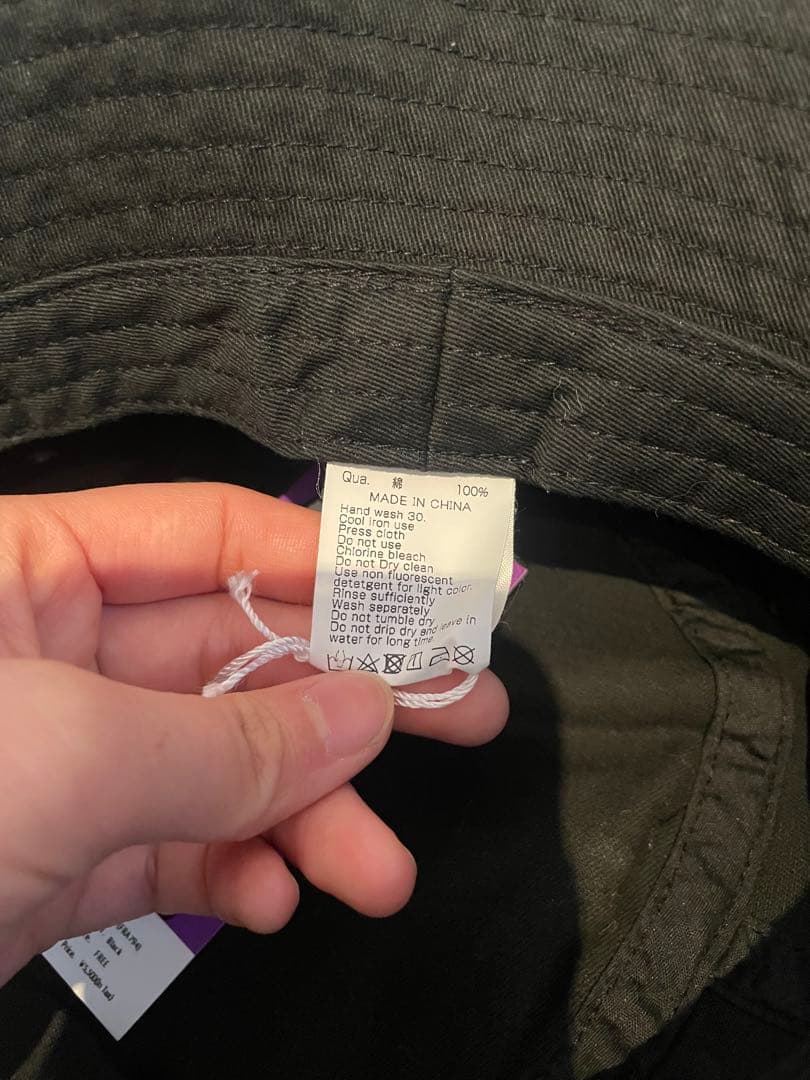 Qua. 綿 100%
MADE IN CHINA
Hand wash 30.
Cool iron use
Press cloth
Do not use
Chlorine bleach
Do not Dry clean
Use non fluorescent
detetgent for light color.
Rinse sufficiently
Wash separately
Do not tumble dry
Do not drip dry and leave in
water for long time
Black
FREE